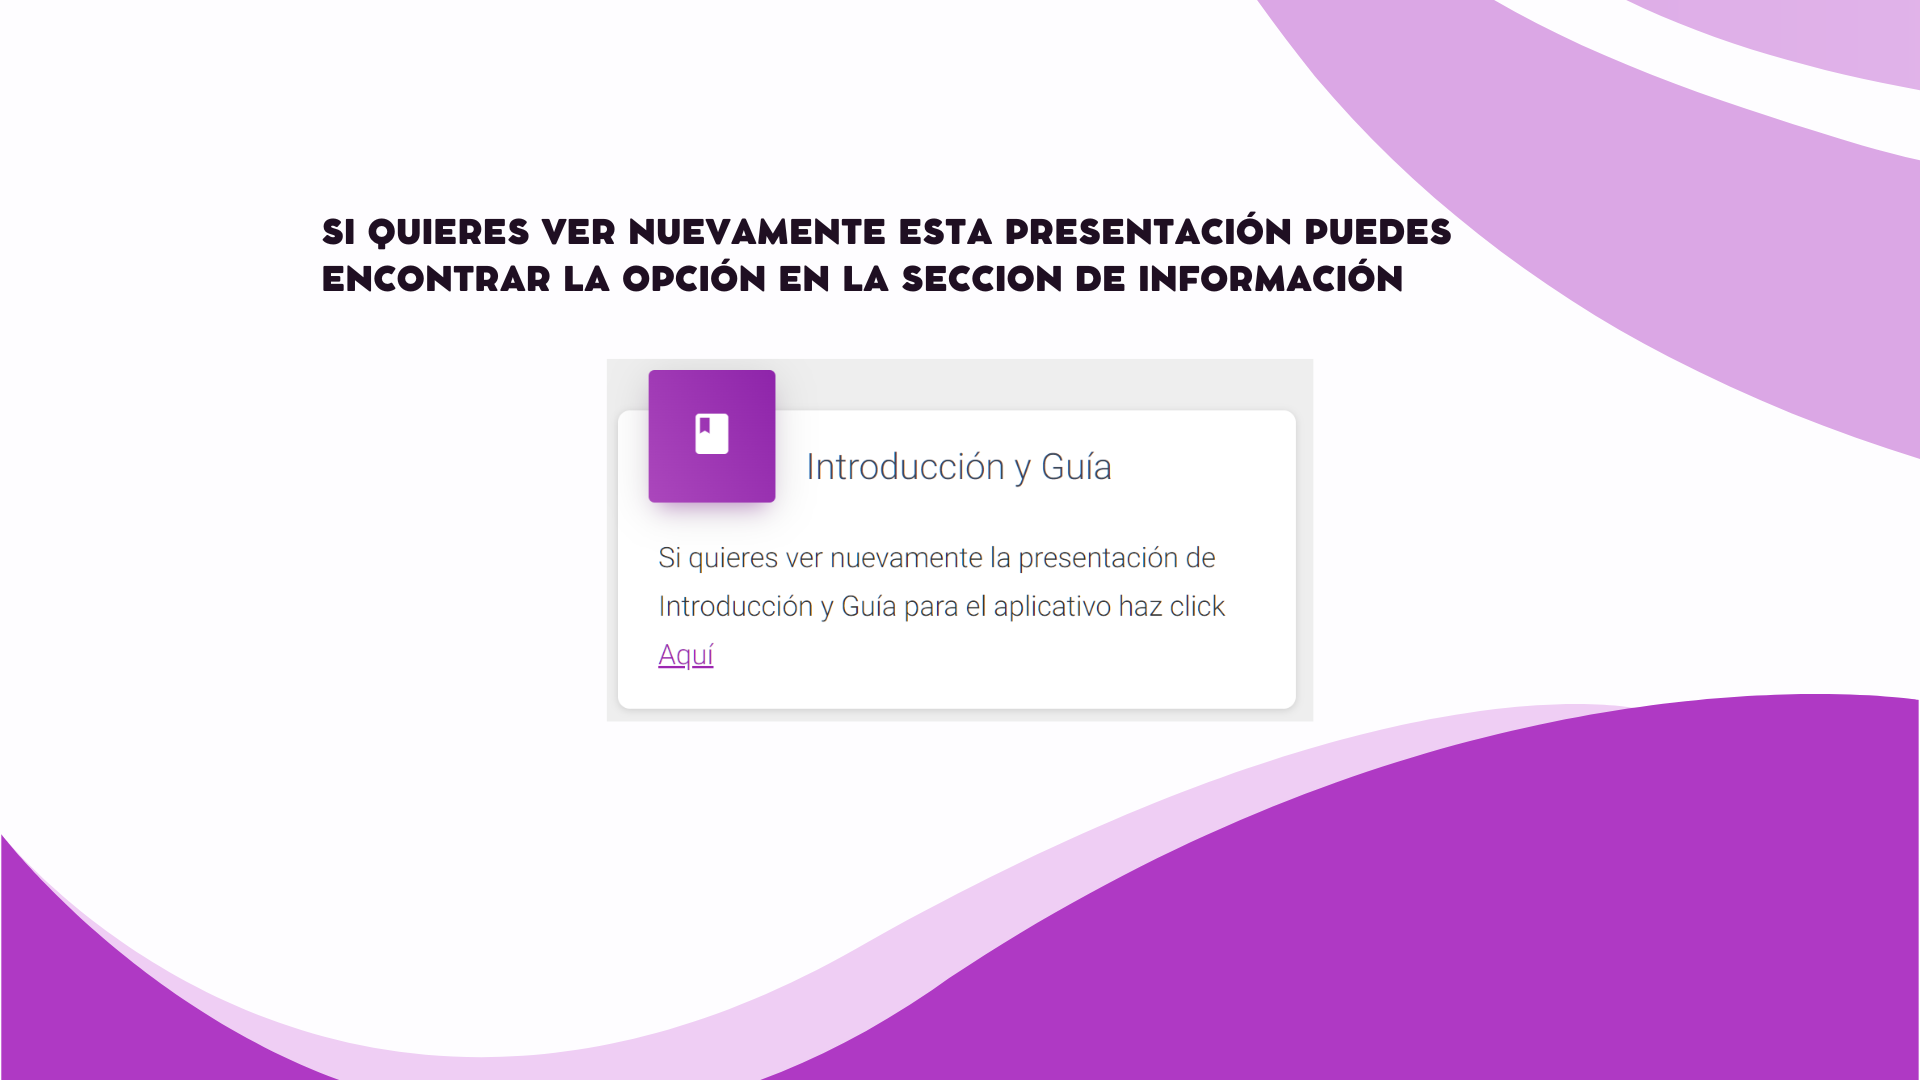 SI QUIERES VER NUEVAMENTE ESTA PRESENTACIÓN PUEDES
ENCONTRAR LA OPCIÓN EN LA SECCION DE INFORMACIÓN
Introducción y Guía
Si quieres ver nuevamente la presentación de
Introducción y Guía para el aplicativo haz click
Aquí